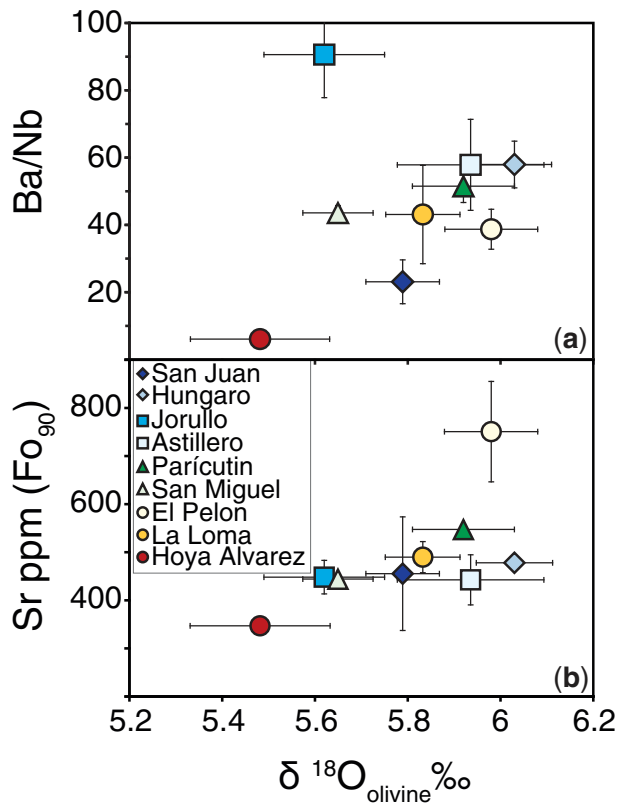 100
80
60
40
20
Ba/Nb
(a)
San Juan
Hungaro
Jorullo
Astillero
Parícutin
San Miguel
El Pelon
La Loma
Hoya Alvarez
800
600
400
Sr ppm (Fo90)
(b)
5.2 5.4 5.6 5.8 6 6.2
δ 18Oolivine‰